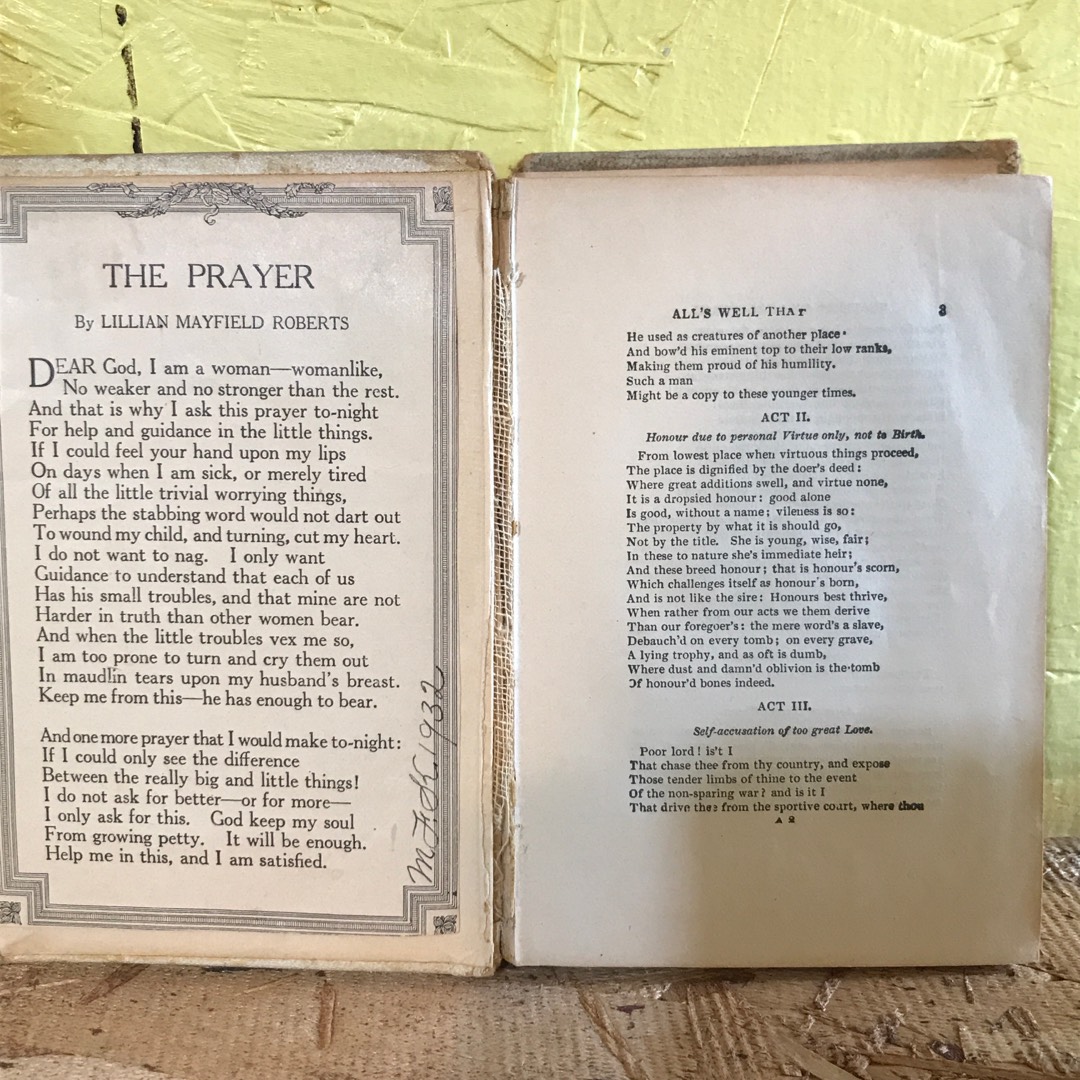 THE PRAYER
By LILLIAN MAYFIELD ROBERTS
DEAR God, I am a woman—womanlike,
No weaker and no stronger than the rest.
And that is why I ask this prayer to-night
For help and guidance in the little things.
If I could feel your hand upon my lips
On days when I am sick, or merely tired
Of all the little trivial worrying things,
Perhaps the stabbing word would not dart out
To wound my child, and turning, cut my heart.
I do not want to nag. I only want
Guidance to understand that each of us
Has his small troubles, and that mine are not
Harder in truth than other women bear.
And when the little troubles vex me so,
I am too prone to turn and cry them out
In maudlin tears upon my husband's breast.
Keep me from this—he has enough to bear.
And one more prayer that I would make to-night:
If I could only see the difference
Between the really big and little things!
I do not ask for better—or for more—
I only ask for this. God keep my soul
From growing petty. It will be enough.
Help me in this, and I am satisfied.
1932
ALL'S WELL THAT 3
He used as creatures of another place
And bow'd his eminent top to their low ranks,
Making them proud of his humility.
Such a man
Might be a copy to these younger times.
ACT II.
Honour due to personal Virtue only, not to Birth.
From lowest place when virtuous things proceed,
The place is dignified by the doer's deed:
Where great additions swell, and virtue none,
It is a dropsied honour: good alone
Is good, without a name; vileness is so:
The property by what it is should go,
Not by the title. She is young, wise, fair;
In these to nature she's immediate heir;
And these breed honour; that is honour's scorn,
Which challenges itself as honour's born,
And is not like the sire: Honours best thrive,
When rather from our acts we them derive
Than our foregoer's: the mere word's a slave,
Debauch'd on every tomb; on every grave,
A lying trophy, and as oft is dumb,
Where dust and damn'd oblivion is the tomb
Of honour'd bones indeed.
ACT III.
Self-accusation of too great Love.
Poor lord! is't I
That chase thee from thy country, and expose
Those tender limbs of thine to the event
Of the non-sparing war? and is it I
That drive thee from the sportive court, where thou
A 2